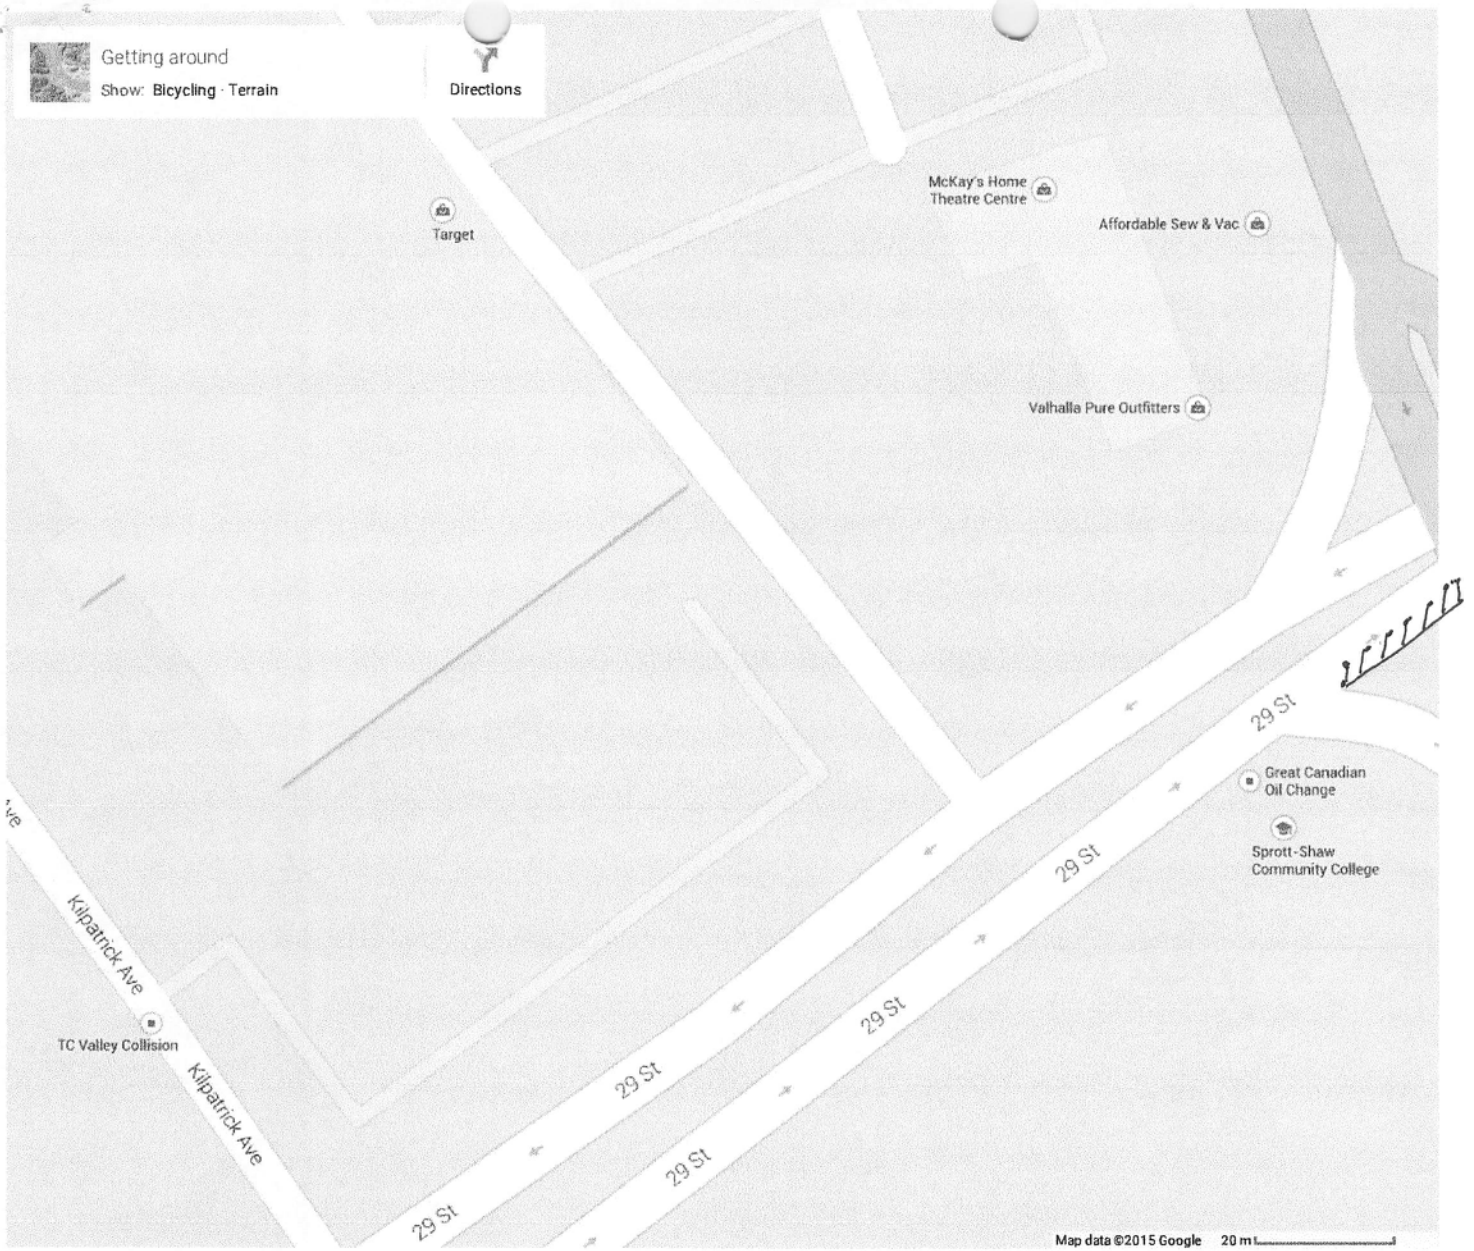 Getting around
Show: Bicycling · Terrain
Directions
McKay's Home
Theatre Centre
Affordable Sew & Vac
Target
Valhalla Pure Outfitters
29 St
Great Canadian
Oil Change
Sprott-Shaw
Community College
29 St
Kilpatrick Ave
29 St
TC Valley Collision
29 St
Kilpatrick Ave
29 St
29 St
Map data ©2015 Google 20 m